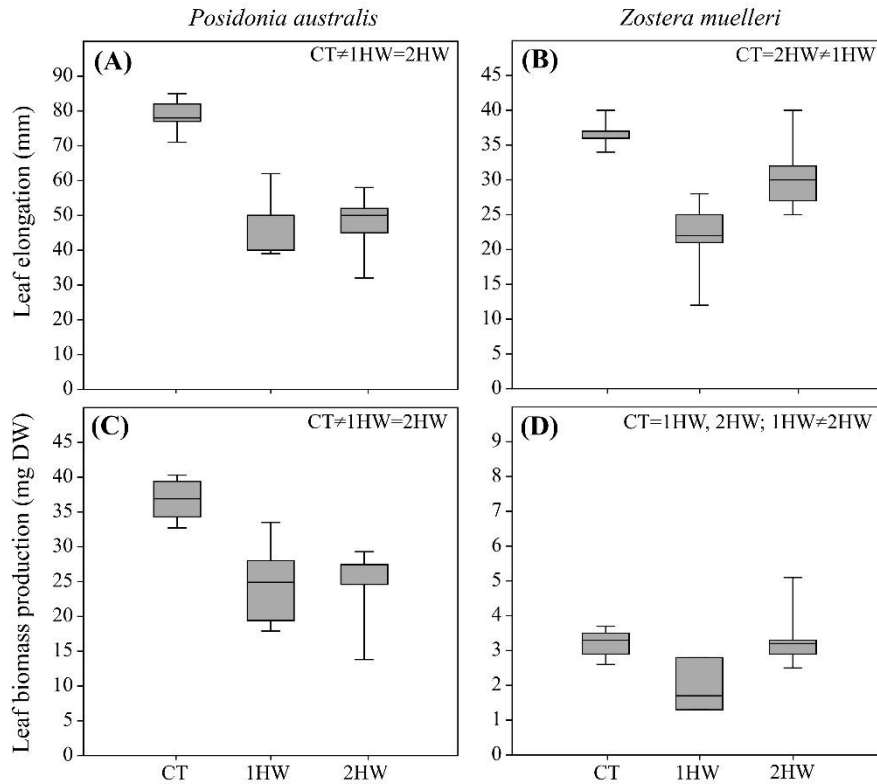 Posidonia australis
Zostera muelleri
(A)
CT≠1HW=2HW
Leaf elongation (mm)
90
80
70
60
50
40
30
20
10
0
(B)
CT=2HW≠1HW
45
40
35
30
25
20
15
10
5
0
(C)
CT≠1HW=2HW
Leaf biomass production (mg DW)
45
40
35
30
25
20
15
10
5
0
CT 1HW 2HW
(D)
CT=1HW, 2HW; 1HW≠2HW
9
8
7
6
5
4
3
2
1
0
CT 1HW 2HW